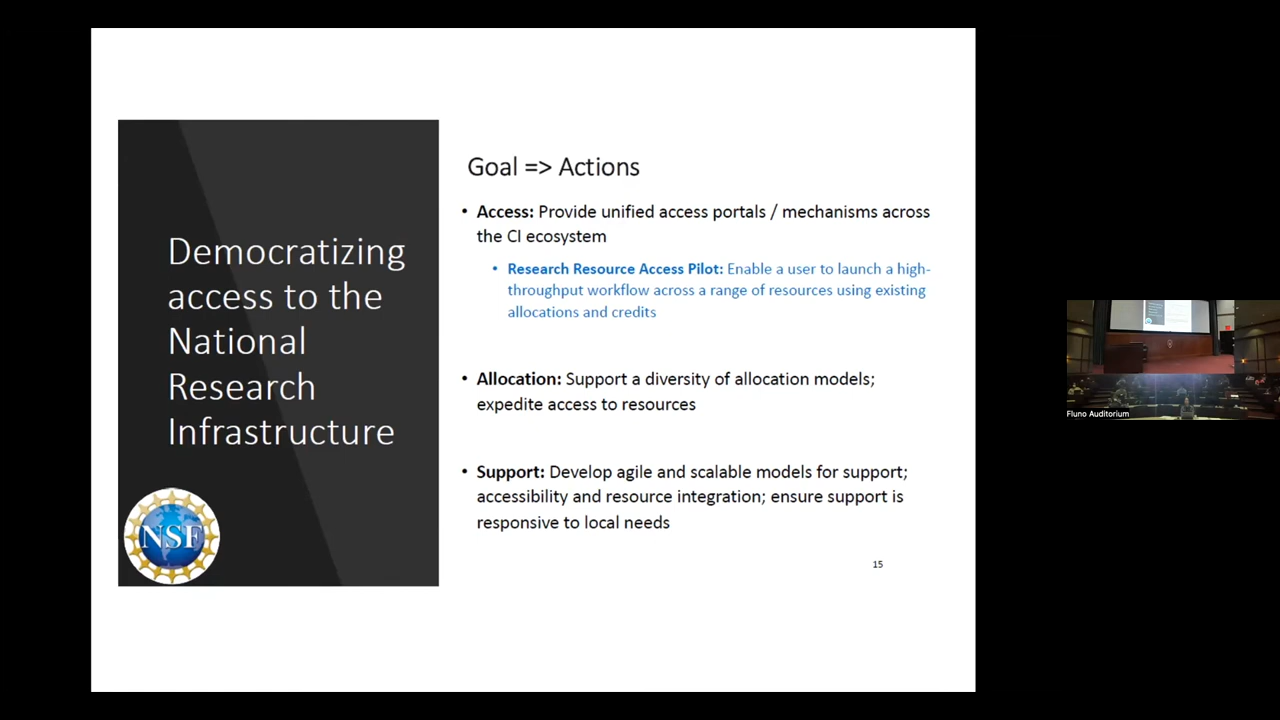 Democratizing
access to the
National
Research
Infrastructure
NSF
Goal => Actions
• Access: Provide unified access portals / mechanisms across
the CI ecosystem
• Research Resource Access Pilot: Enable a user to launch a high-
throughput workflow across a range of resources using existing
allocations and credits
• Allocation: Support a diversity of allocation models;
expedite access to resources
• Support: Develop agile and scalable models for support;
accessibility and resource integration; ensure support is
responsive to local needs
15
Fluno Auditorium